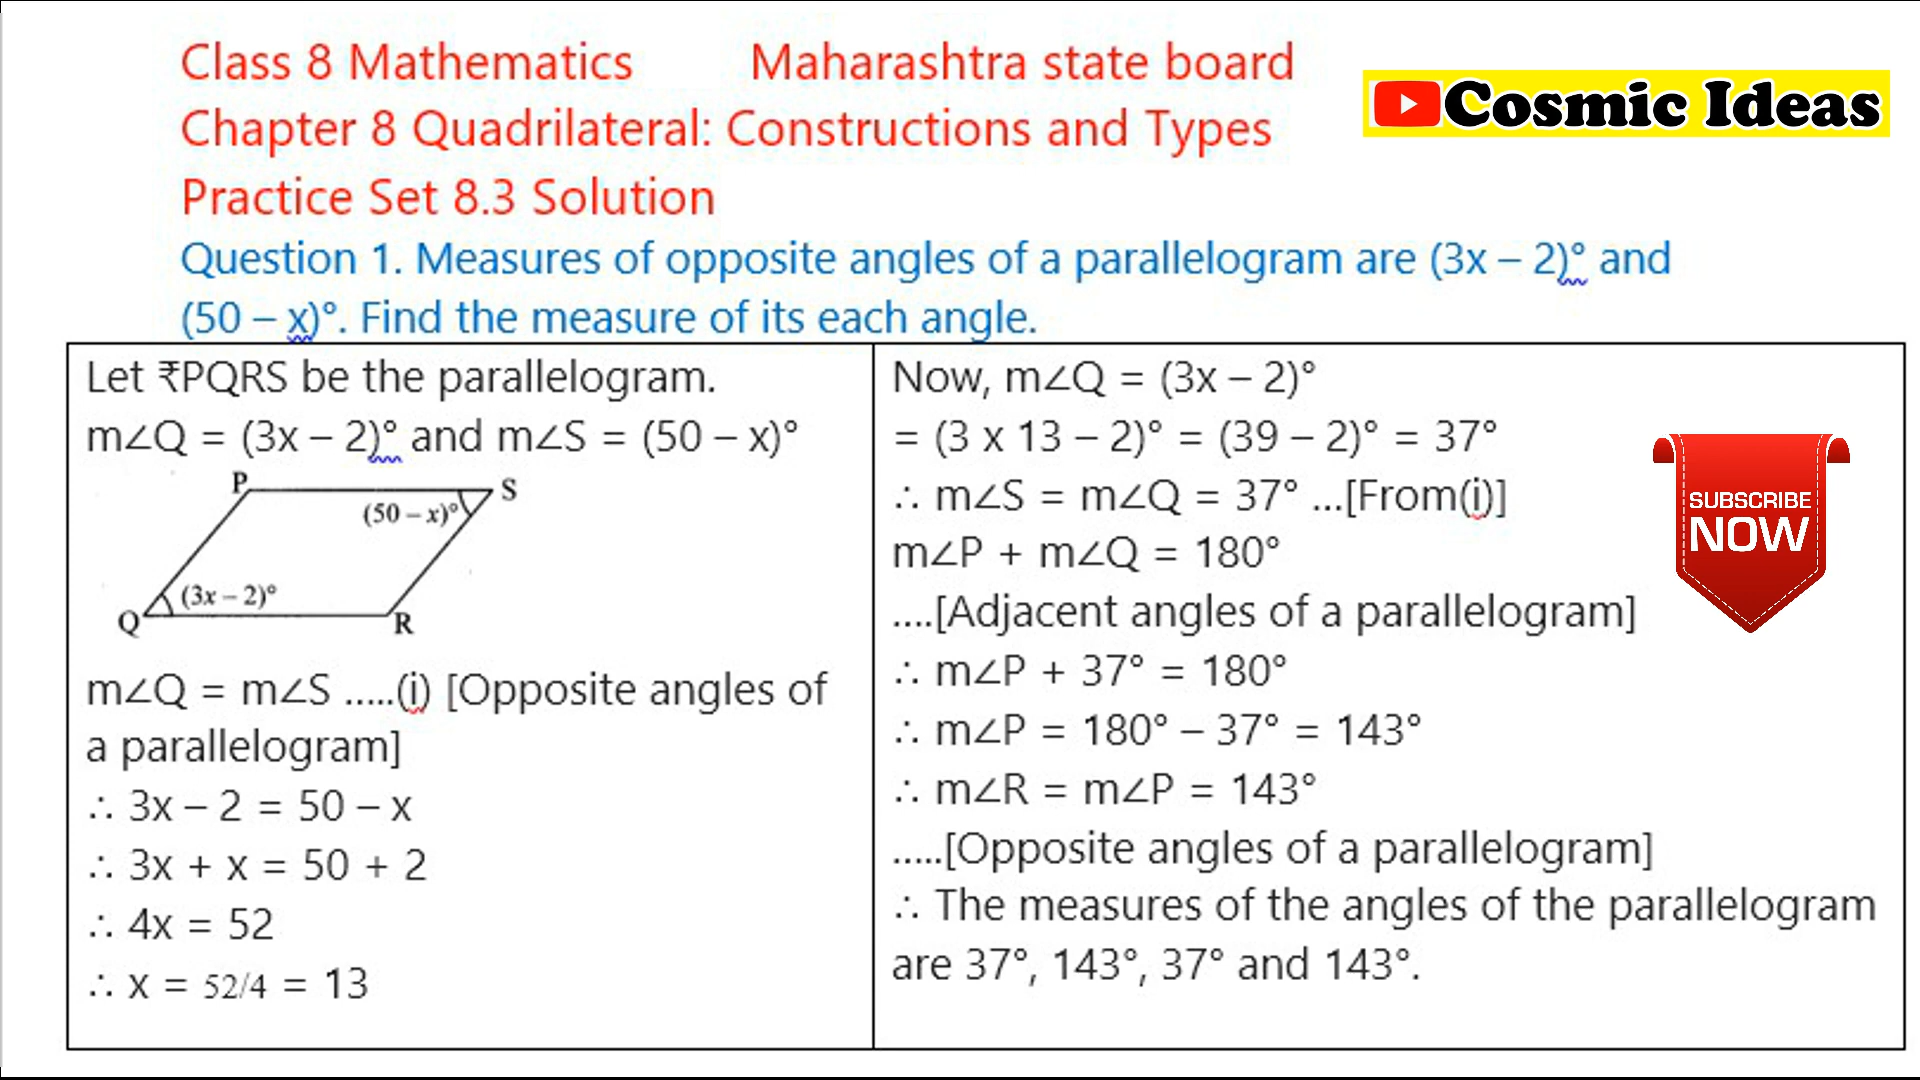 Class 8 Mathematics Maharashtra state board
Cosmic Ideas
Chapter 8 Quadrilateral: Constructions and Types
Practice Set 8.3 Solution
Question 1. Measures of opposite angles of a parallelogram are (3x – 2)° and
(50 – x)°. Find the measure of its each angle.
Let ₹PQRS be the parallelogram.
m∠Q = (3x – 2)° and m∠S = (50 – x)°
P
S
(50 – x)°
(3x – 2)°
Q
R
m∠Q = m∠S .....(i) [Opposite angles of
a parallelogram]
∴ 3x – 2 = 50 – x
∴ 3x + x = 50 + 2
∴ 4x = 52
∴ x = 52/4 = 13
Now, m∠Q = (3x – 2)°
= (3 x 13 – 2)° = (39 – 2)° = 37°
∴ m∠S = m∠Q = 37° ...[From(i)]
m∠P + m∠Q = 180°
....[Adjacent angles of a parallelogram]
∴ m∠P + 37° = 180°
∴ m∠P = 180° – 37° = 143°
∴ m∠R = m∠P = 143°
.....[Opposite angles of a parallelogram]
∴ The measures of the angles of the parallelogram
are 37°, 143°, 37° and 143°.
SUBSCRIBE
NOW